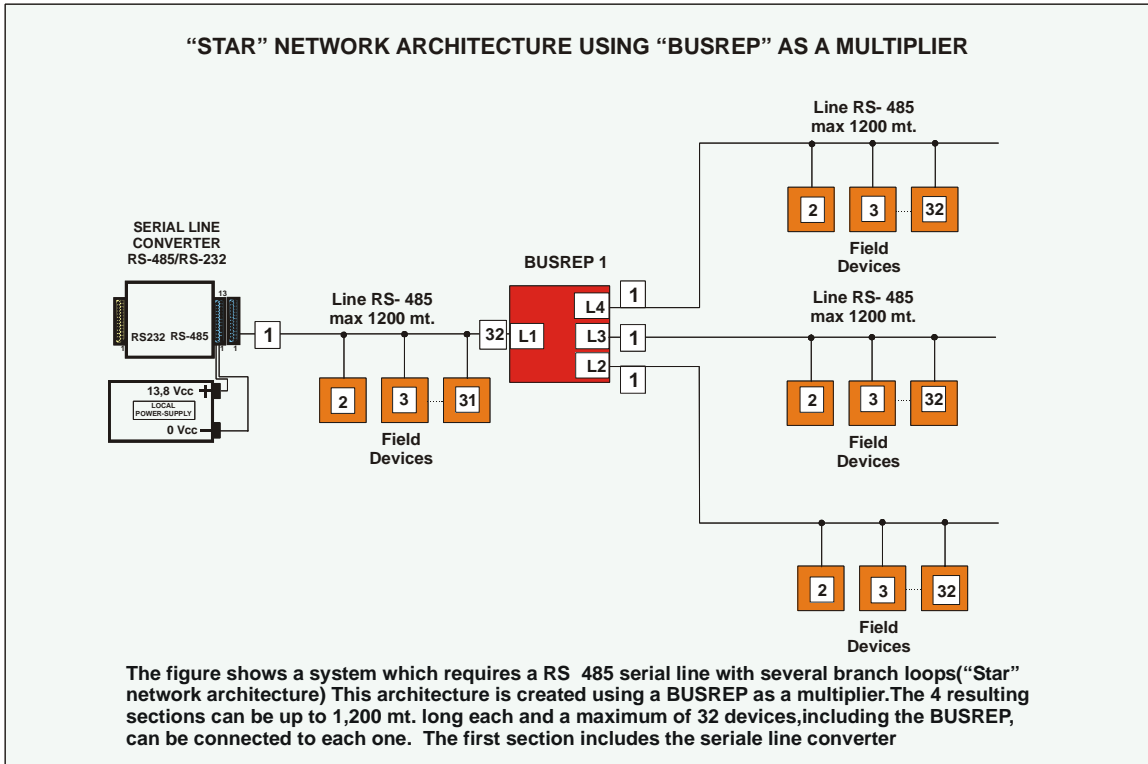 “STAR” NETWORK ARCHITECTURE USING “BUSREP” AS A MULTIPLIER
Line RS- 485
max 1200 mt.
2
3
32
Field
Devices
SERIAL LINE
CONVERTER
RS-485/RS-232
13
RS232 RS-485
1
1
1
1
13,8 Vcc +
LOCAL
POWER-SUPPLY
0 Vcc –
Line RS- 485
max 1200 mt.
2
3
31
Field
Devices
32
BUSREP 1
L1
L4
L3
L2
1
1
1
Line RS- 485
max 1200 mt.
2
3
32
Field
Devices
2
3
32
Field
Devices
The figure shows a system which requires a RS 485 serial line with several branch loops(“Star”
network architecture) This architecture is created using a BUSREP as a multiplier.The 4 resulting
sections can be up to 1,200 mt. long each and a maximum of 32 devices,including the BUSREP,
can be connected to each one. The first section includes the seriale line converter